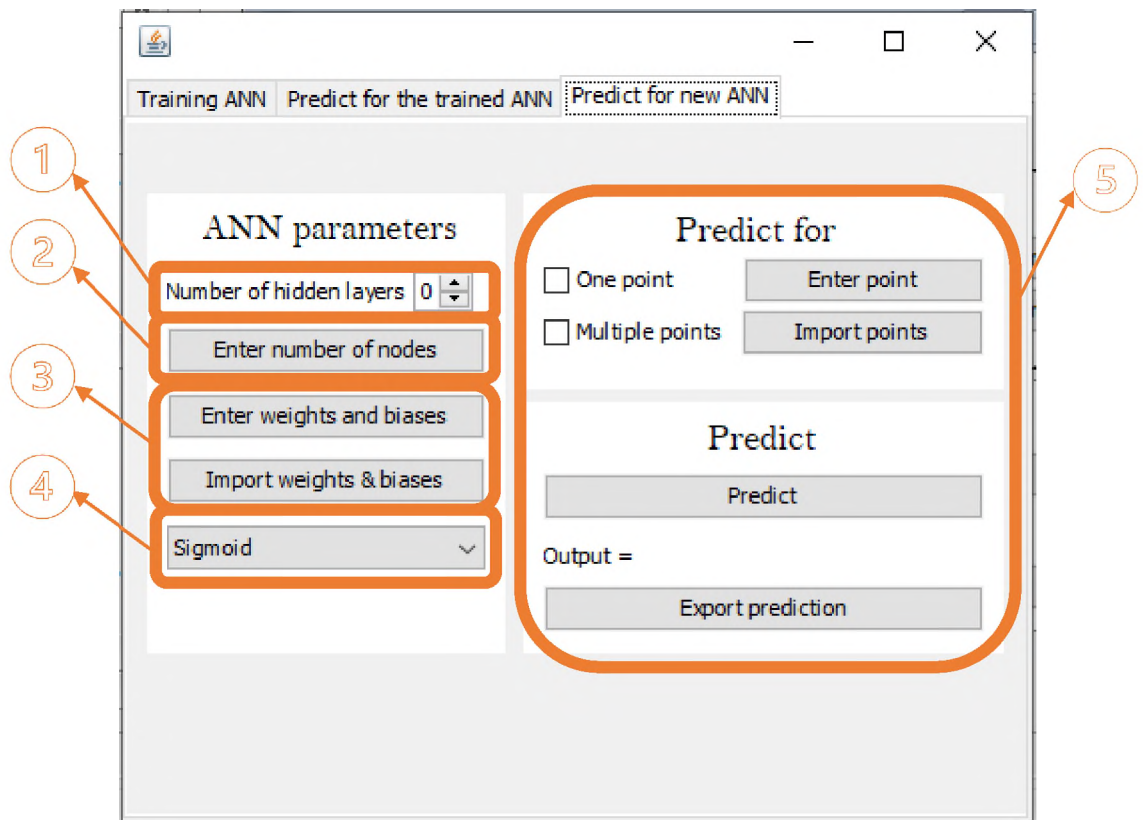 Training ANN
Predict for the trained ANN
Predict for new ANN
1
2
3
4
5
ANN parameters
Number of hidden layers 0
Enter number of nodes
Enter weights and biases
Import weights & biases
Sigmoid
Predict for
One point
Enter point
Multiple points
Import points
Predict
Predict
Output =
Export prediction